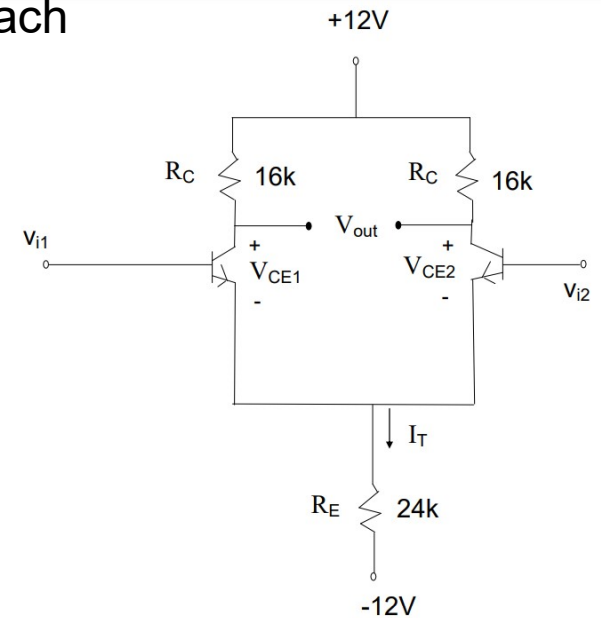 ach
+12V
RC 16k
RC 16k
Vout
vi1
+
VCE1
-
+
VCE2
-
vi2
IT
RE 24k
-12V